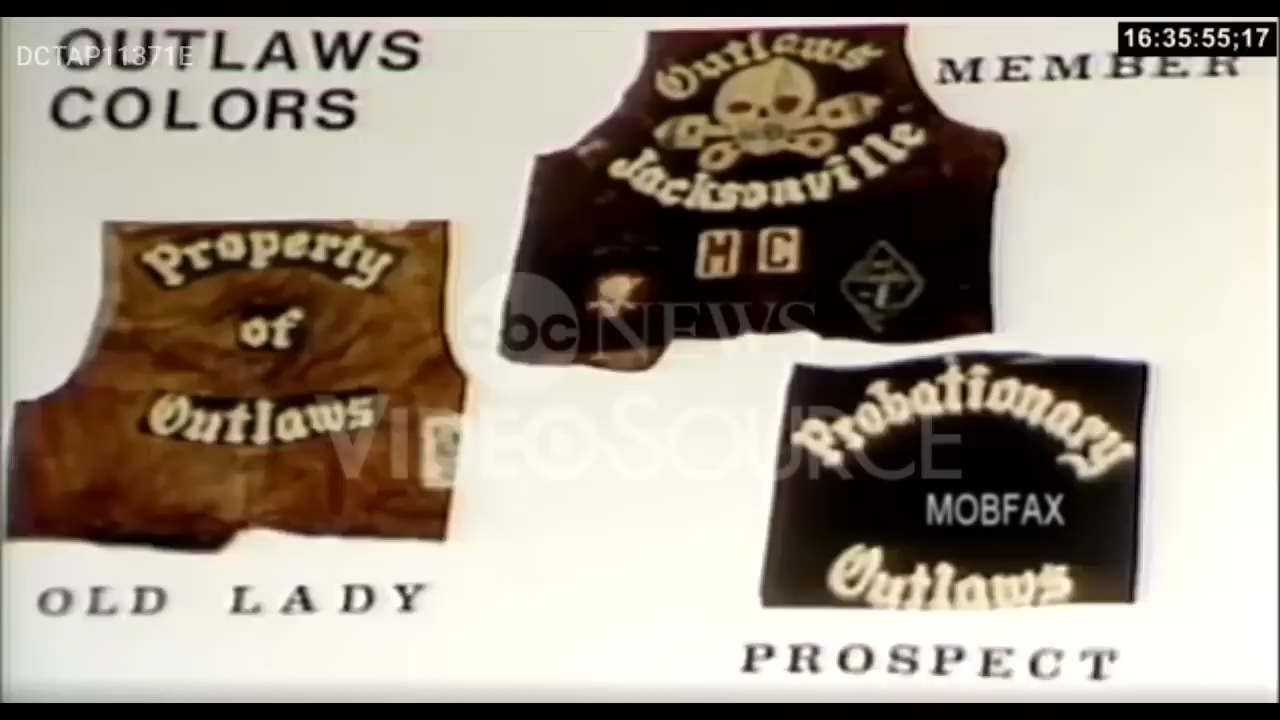 DCTAP11371E
16:35:55;17
OUTLAWS
COLORS
MEMBER
Outlaws
Jacksonville
M C
Property
of
Outlaws
abc NEWS
VIDEOSOURCE
Probationary
MOBFAX
Outlaws
OLD LADY
PROSPECT